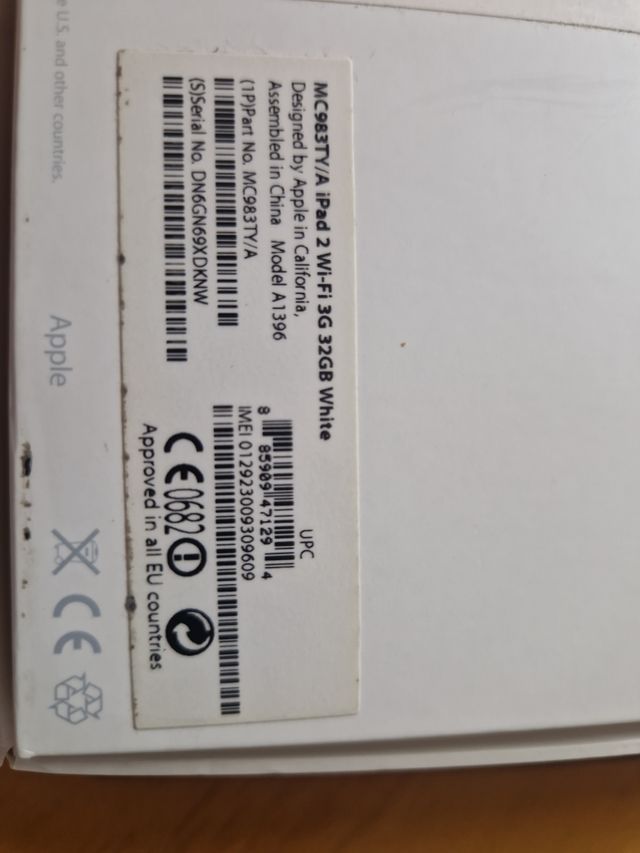 MC983TY/A iPad 2 Wi-Fi 3G 32GB White
Designed by Apple in California,
Assembled in China Model A1396
(1P)Part No. MC983TY/A
(S)Serial No. DN6GN69XDKNW
UPC
8 85909 47129 4
IMEI 012923009309609
CE0682
Approved in all EU countries
U.S. and other countries.
Apple
CE